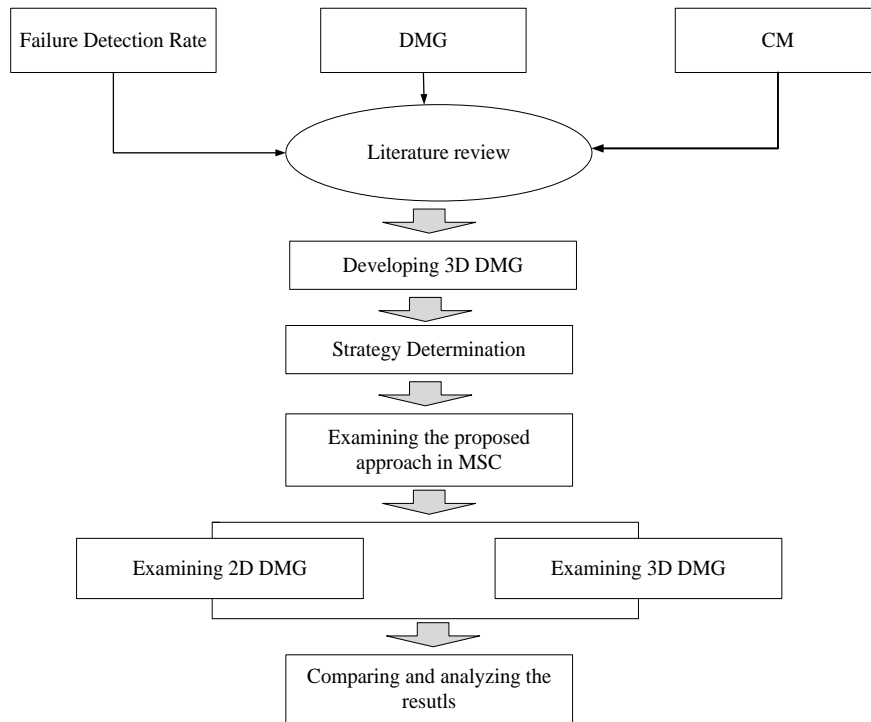 Failure Detection Rate
DMG
CM
Literature review
Developing 3D DMG
Strategy Determination
Examining the proposed
approach in MSC
Examining 2D DMG
Examining 3D DMG
Comparing and analyzing the
resutls